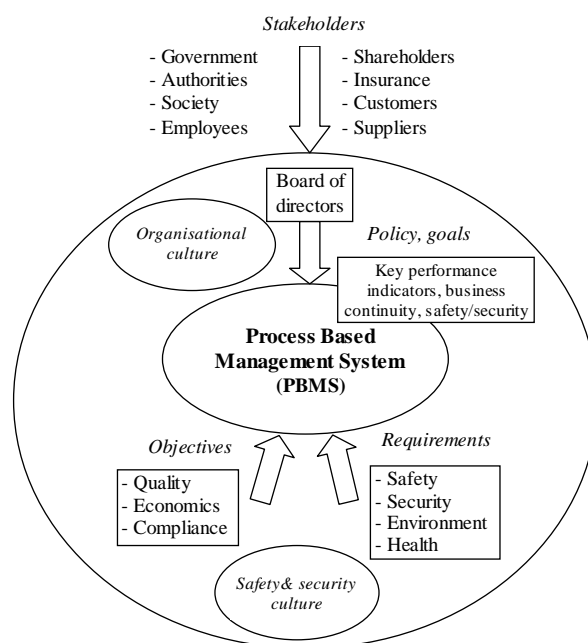 Stakeholders
- Government
- Authorities
- Society
- Employees
- Shareholders
- Insurance
- Customers
- Suppliers
Board of
directors
Organisational
culture
Policy, goals
Key performance
indicators, business
continuity, safety/security
Process Based
Management System
(PBMS)
Objectives
- Quality
- Economics
- Compliance
Requirements
- Safety
- Security
- Environment
- Health
Safety& security
culture